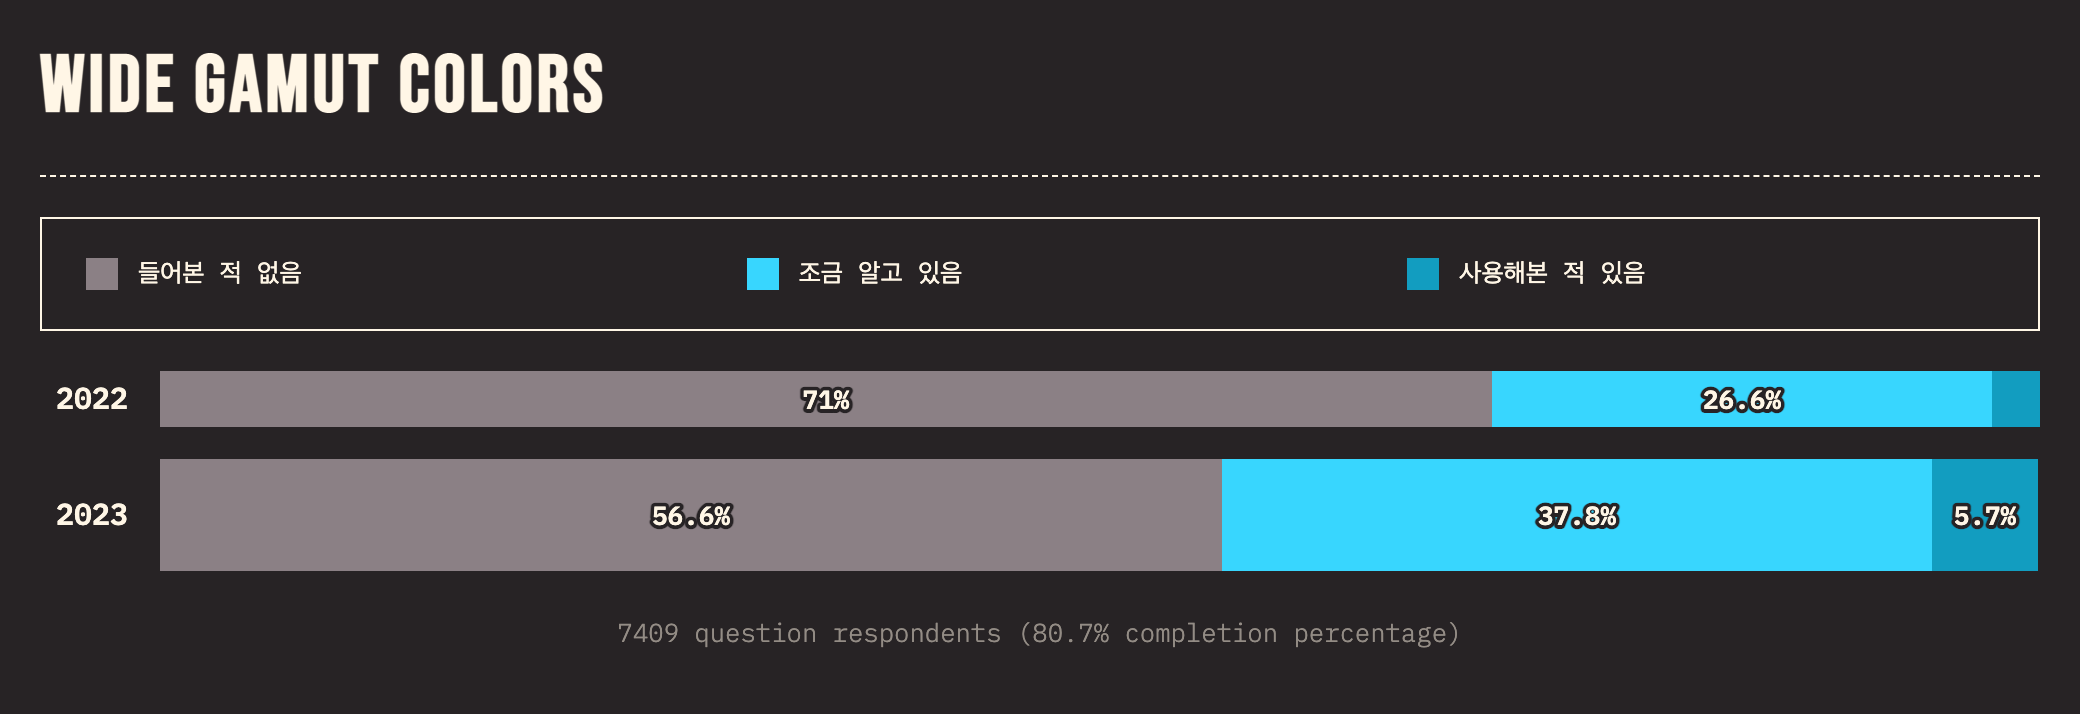 WIDE GAMUT COLORS
들어본 적 없음 조금 알고 있음 사용해본 적 있음
2022 71% 26.6%
2023 56.6% 37.8% 5.7%
7409 question respondents (80.7% completion percentage)